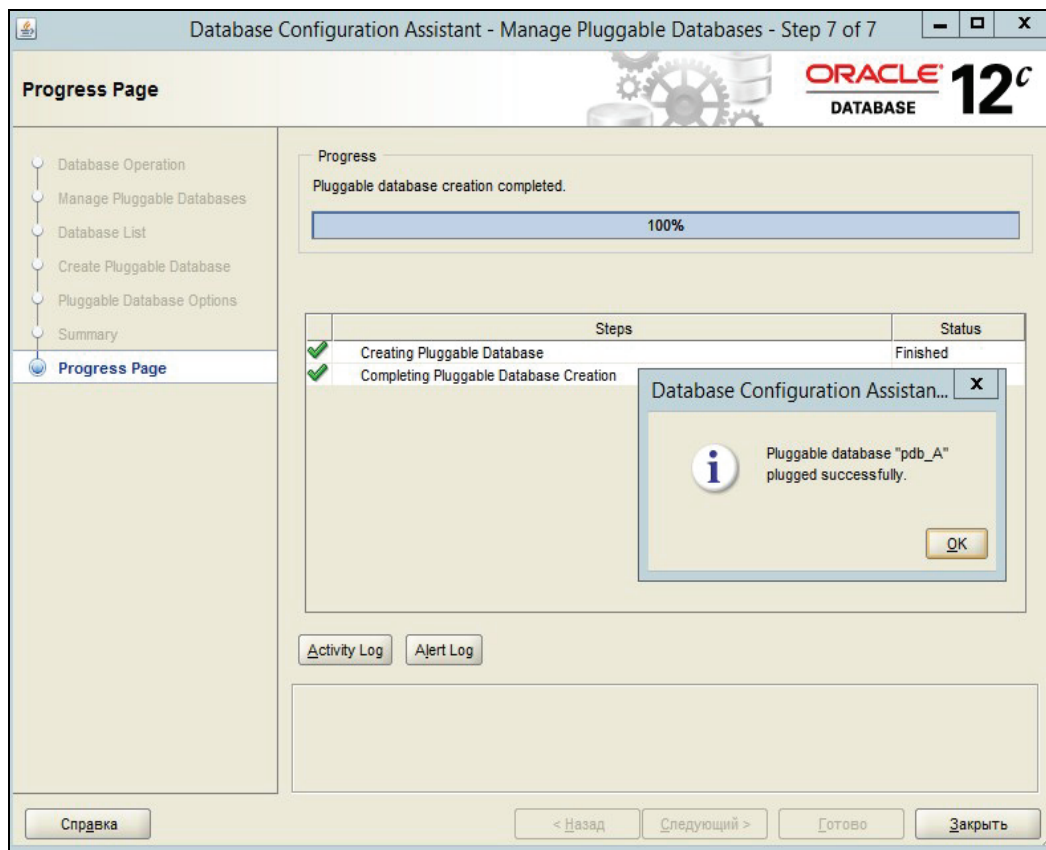 Database Configuration Assistant - Manage Pluggable Databases - Step 7 of 7
Progress Page
ORACLE
DATABASE
12c
Database Operation
Manage Pluggable Databases
Database List
Create Pluggable Database
Pluggable Database Options
Summary
Progress Page
Progress
Pluggable database creation completed.
100%
Steps Status
Creating Pluggable Database Finished
Completing Pluggable Database Creation
Database Configuration Assistan...
Pluggable database "pdb_A"
plugged successfully.
OK
Activity Log Alert Log
Справка < Назад Следующий > Готово Закрыть